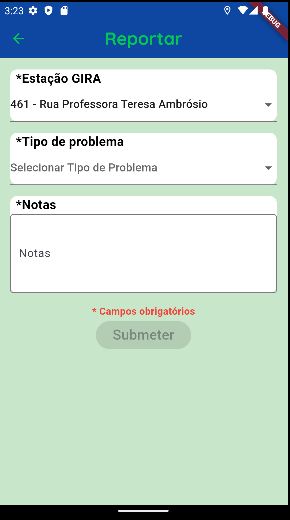 3:23
DEBUG
Reportar
*Estação GIRA
461 - Rua Professora Teresa Ambrósio
*Tipo de problema
Selecionar Tipo de Problema
*Notas
Notas
* Campos obrigatórios
Submeter